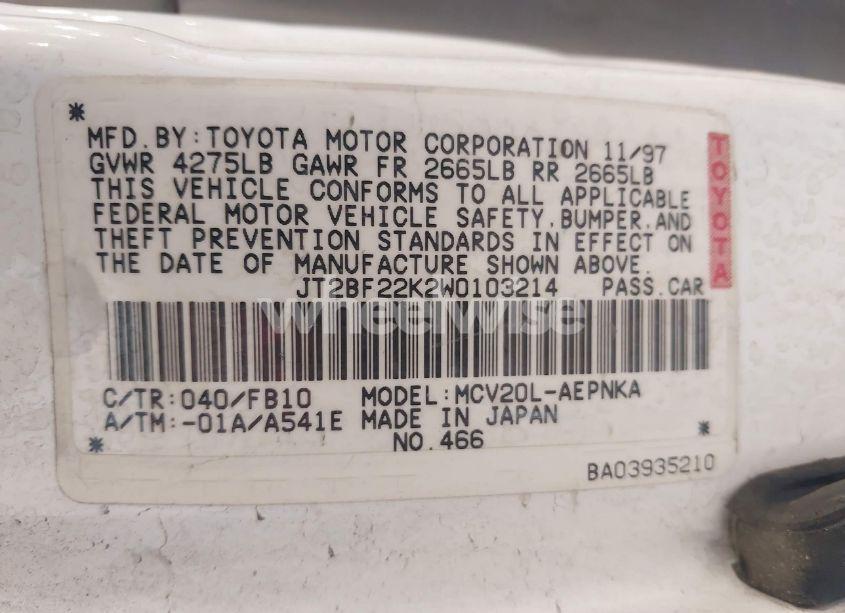 *
MFD.BY:TOYOTA MOTOR CORPORATION 11/97
GVWR 4275LB GAWR FR 2665LB RR 2665LB
THIS VEHICLE CONFORMS TO ALL APPLICABLE
FEDERAL MOTOR VEHICLE SAFETY,BUMPER,AND
THEFT PREVENTION STANDARDS IN EFFECT ON
THE DATE OF MANUFACTURE SHOWN ABOVE.
TOYOTA
JT2BF22K2W0103214 PASS.CAR
wheelwise
C/TR:040/FB10 MODEL:MCV20L-AEPNKA
A/TM:-01A/A541E MADE IN JAPAN
* NO.466 *
BA03935210